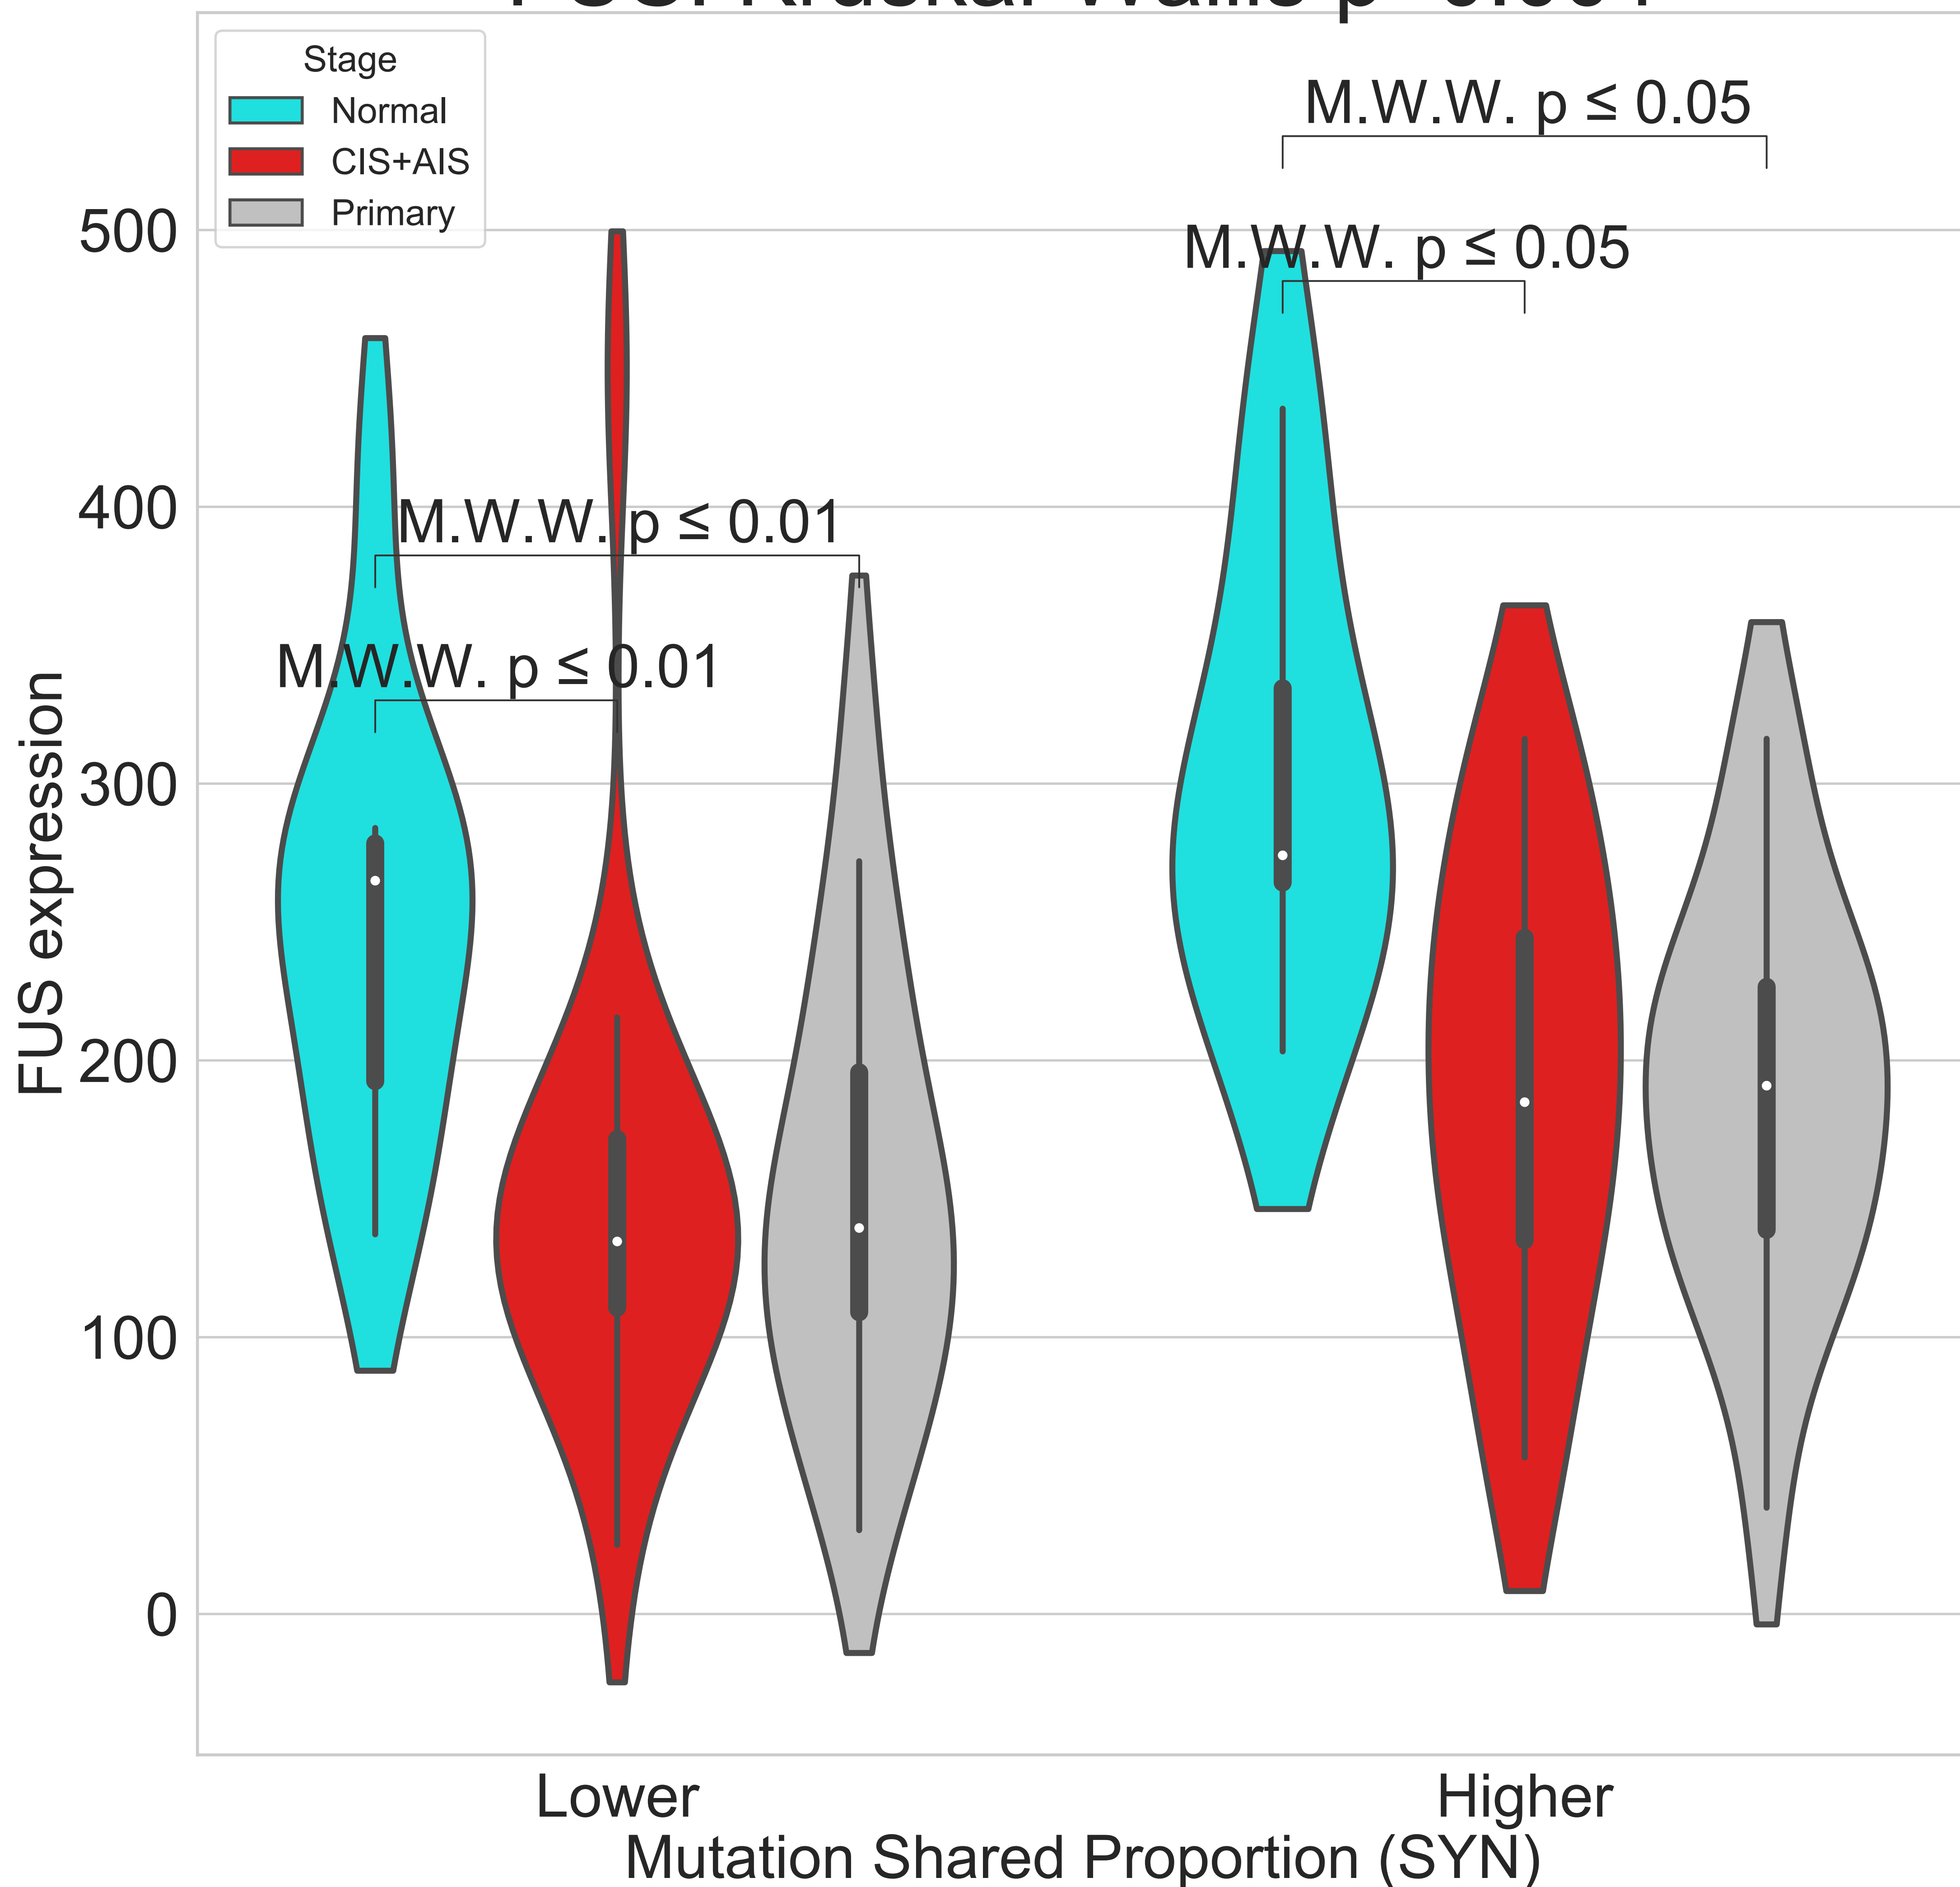 Stage
Normal
CIS+AIS
Primary
M.W.W. p ≤ 0.05
M.W.W. p ≤ 0.05
M.W.W. p ≤ 0.01
M.W.W. p ≤ 0.01
500
400
300
200
100
0
FUS expression
Lower
Higher
Mutation Shared Proportion (SYN)